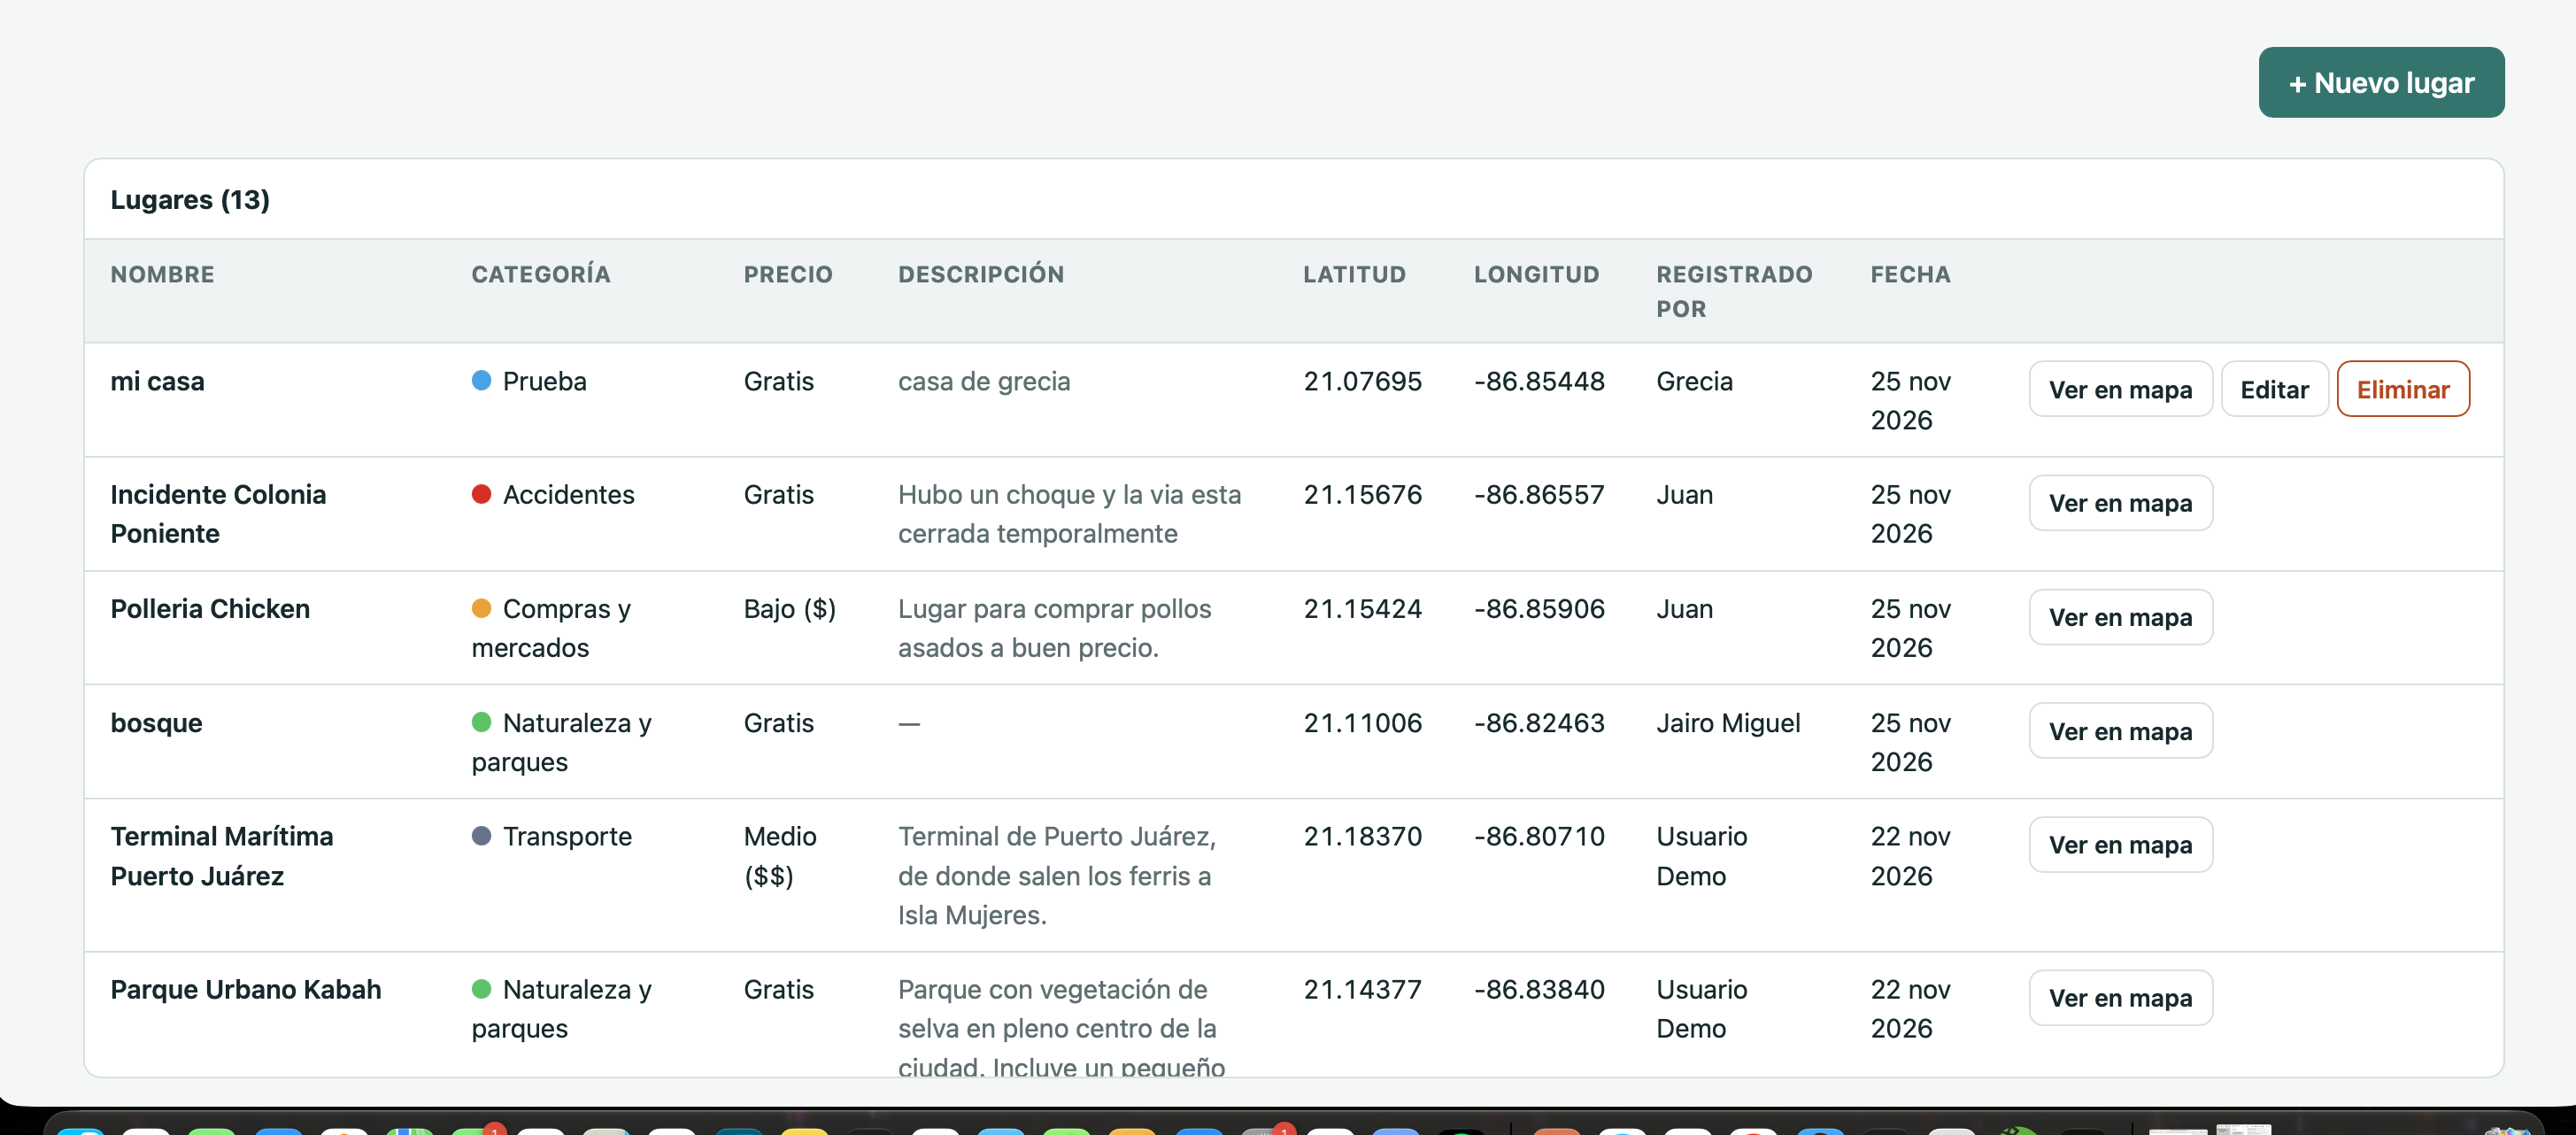 + Nuevo lugar
Lugares (13)
NOMBRE CATEGORÍA PRECIO DESCRIPCIÓN LATITUD LONGITUD REGISTRADO POR FECHA
mi casa Prueba Gratis casa de grecia 21.07695 -86.85448 Grecia 25 nov 2026 Ver en mapa Editar Eliminar
Incidente Colonia Poniente Accidentes Gratis Hubo un choque y la via esta cerrada temporalmente 21.15676 -86.86557 Juan 25 nov 2026 Ver en mapa
Polleria Chicken Compras y mercados Bajo ($) Lugar para comprar pollos asados a buen precio. 21.15424 -86.85906 Juan 25 nov 2026 Ver en mapa
bosque Naturaleza y parques Gratis — 21.11006 -86.82463 Jairo Miguel 25 nov 2026 Ver en mapa
Terminal Marítima Puerto Juárez Transporte Medio ($$) Terminal de Puerto Juárez, de donde salen los ferris a Isla Mujeres. 21.18370 -86.80710 Usuario Demo 22 nov 2026 Ver en mapa
Parque Urbano Kabah Naturaleza y parques Gratis Parque con vegetación de selva en pleno centro de la ciudad. Incluye un pequeño 21.14377 -86.83840 Usuario Demo 22 nov 2026 Ver en mapa
1 1